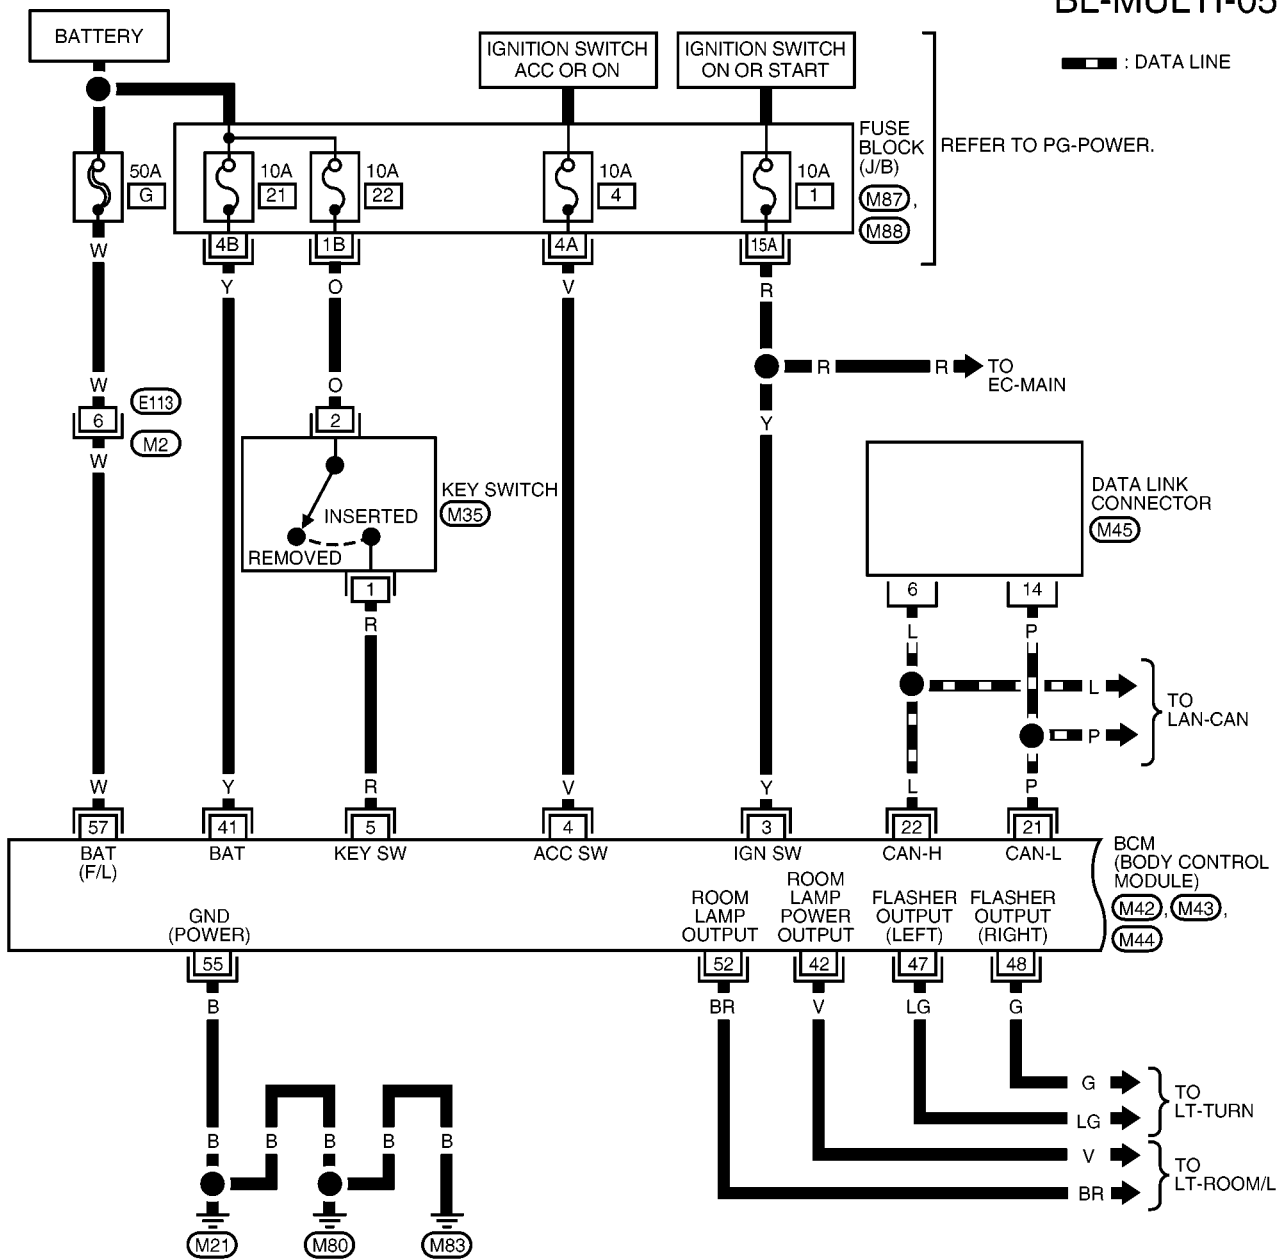 BL-MULTI-05
BATTERY
IGNITION SWITCH
ACC OR ON
IGNITION SWITCH
ON OR START
: DATA LINE
FUSE
BLOCK
(J/B)
REFER TO PG-POWER.
50A
G
10A
21
10A
22
10A
4
10A
1
M87 ,
M88
4B
1B
4A
15A
W
Y
O
V
R
W
E113
6
M2
W
O
2
R
R
TO
EC-MAIN
Y
KEY SWITCH
M35
INSERTED
REMOVED
1
R
DATA LINK
CONNECTOR
M45
6
14
L
P
L
P
TO
LAN-CAN
W
Y
R
V
Y
L
P
57
41
5
4
3
22
21
BAT
(F/L)
BAT
KEY SW
ACC SW
IGN SW
CAN-H
CAN-L
BCM
(BODY CONTROL
MODULE)
M42 , M43 ,
M44
GND
(POWER)
ROOM
LAMP
OUTPUT
ROOM
LAMP
POWER
OUTPUT
FLASHER
OUTPUT
(LEFT)
FLASHER
OUTPUT
(RIGHT)
55
52
42
47
48
B
BR
V
LG
G
G
LG
TO
LT-TURN
V
BR
TO
LT-ROOM/L
B
B
B
B
B
M21
M80
M83